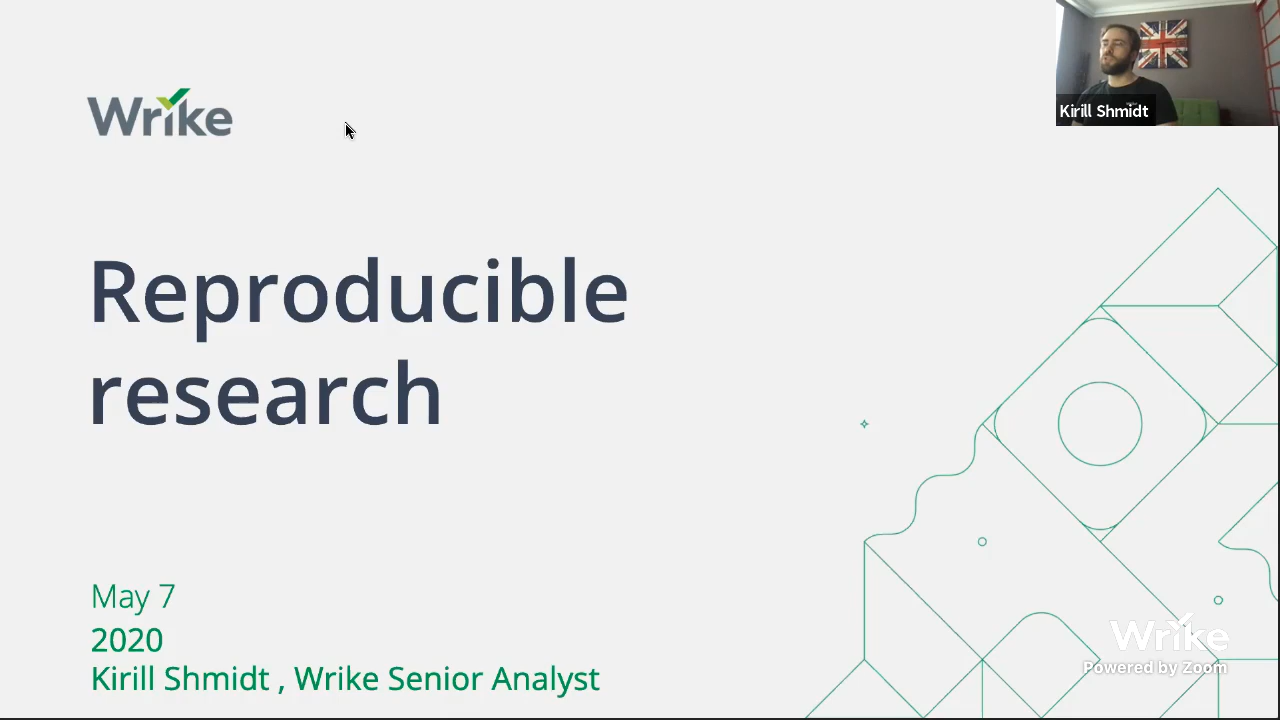 Wrike
Kirill Shmidt
Reproducible
research
May 7
2020
Kirill Shmidt , Wrike Senior Analyst
Wrike
Powered by Zoom